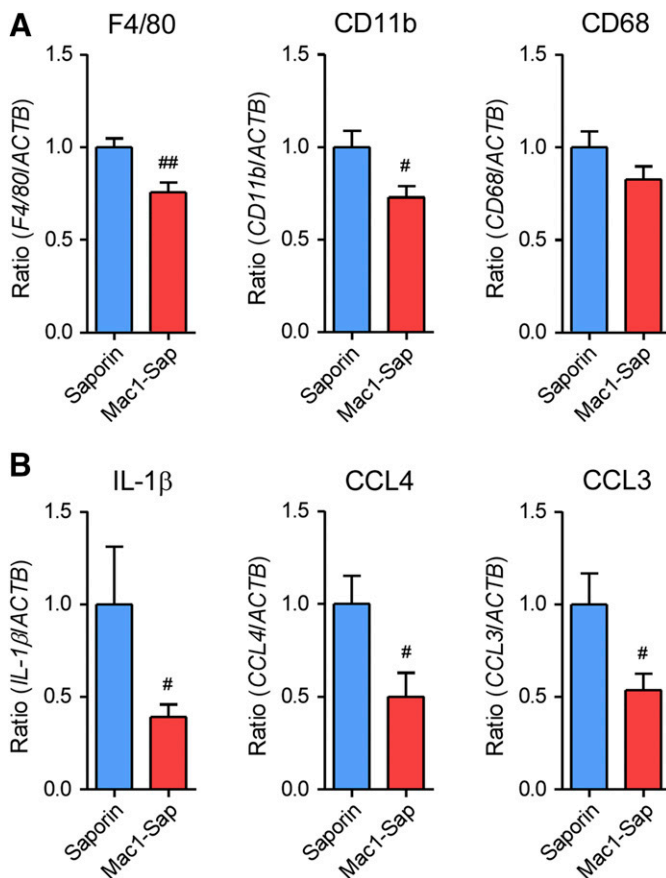 A
F4/80
CD11b
CD68
Ratio (F4/80/ACTB)
1.5
1.0
0.5
0.0
##
Saporin
Mac1-Sap
Ratio (CD11b/ACTB)
1.5
1.0
0.5
0.0
#
Saporin
Mac1-Sap
Ratio (CD68/ACTB)
1.5
1.0
0.5
0.0
Saporin
Mac1-Sap
B
IL-1β
CCL4
CCL3
Ratio (IL-1β/ACTB)
1.5
1.0
0.5
0.0
#
Saporin
Mac1-Sap
Ratio (CCL4/ACTB)
1.5
1.0
0.5
0.0
#
Saporin
Mac1-Sap
Ratio (CCL3/ACTB)
1.5
1.0
0.5
0.0
#
Saporin
Mac1-Sap